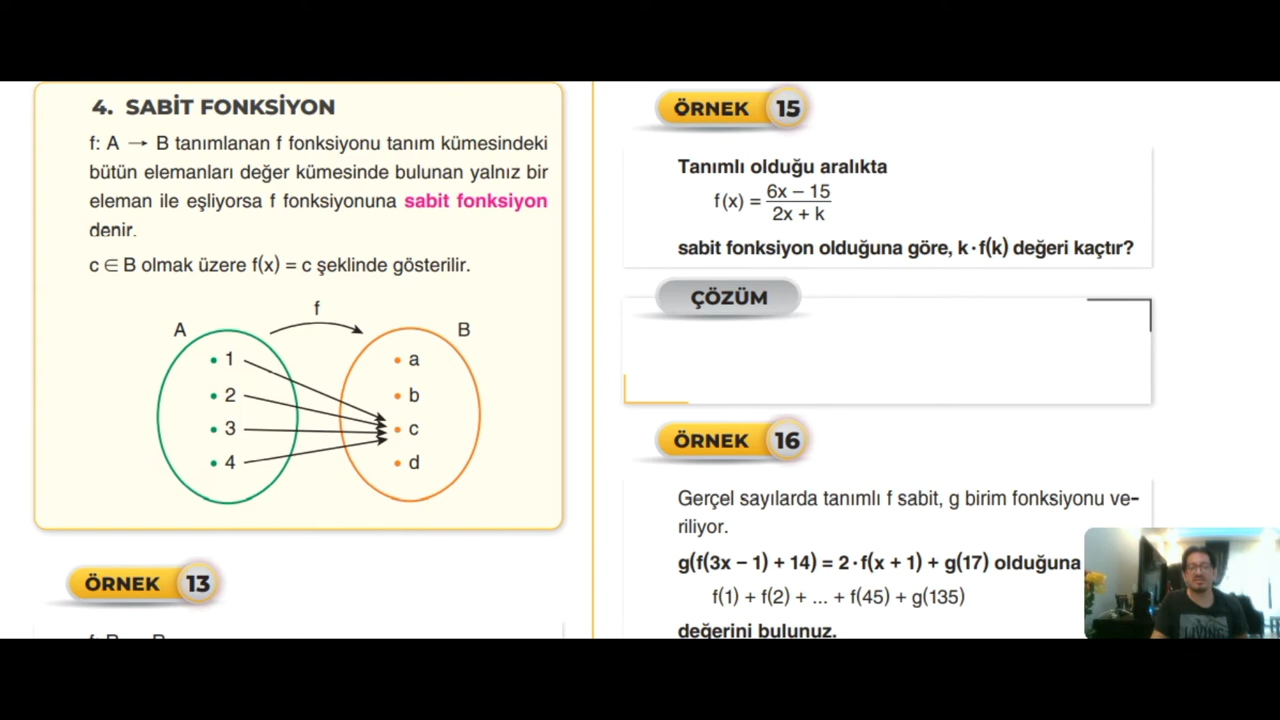 4. SABİT FONKSİYON
f: A → B tanımlanan f fonksiyonu tanım kümesindeki
bütün elemanları değer kümesinde bulunan yalnız bir
eleman ile eşliyorsa f fonksiyonuna sabit fonksiyon
denir.
c ∈ B olmak üzere f(x) = c şeklinde gösterilir.
f
A
B
1
2
3
4
a
b
c
d
ÖRNEK 13
ÖRNEK 15
Tanımlı olduğu aralıkta
f(x) = (6x − 15)/(2x + k)
sabit fonksiyon olduğuna göre, k·f(k) değeri kaçtır?
ÇÖZÜM
ÖRNEK 16
Gerçel sayılarda tanımlı f sabit, g birim fonksiyonu ve-
riliyor.
g(f(3x − 1) + 14) = 2·f(x + 1) + g(17) olduğuna
f(1) + f(2) + ... + f(45) + g(135)
değerini bulunuz.
LIVING